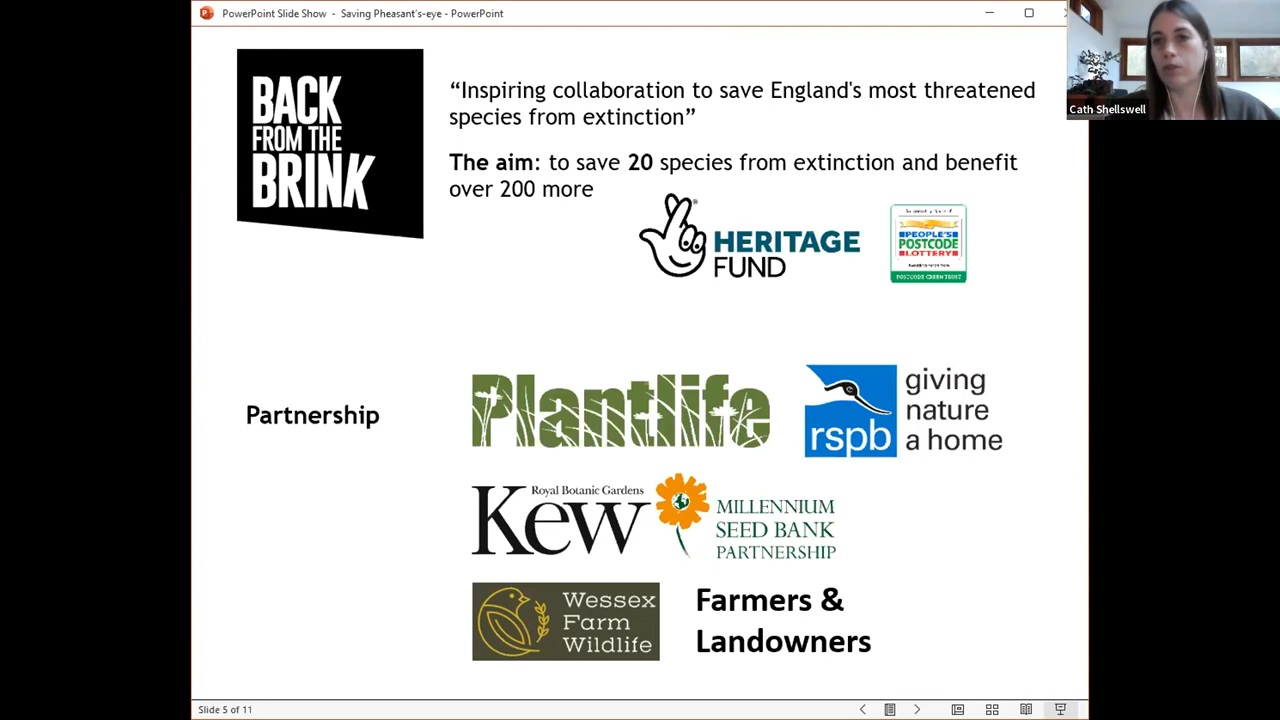 PowerPoint Slide Show - Saving Pheasant's-eye - PowerPoint
Cath Shellswell
BACK
FROM THE
BRINK
“Inspiring collaboration to save England's most threatened
species from extinction”
The aim: to save 20 species from extinction and benefit
over 200 more
HERITAGE
FUND
PEOPLE'S
POSTCODE
LOTTERY
POSTCODE GREEN TRUST
Partnership
Plantlife
rspb
giving
nature
a home
Royal Botanic Gardens
Kew
MILLENNIUM
SEED BANK
PARTNERSHIP
Wessex
Farm
Wildlife
Farmers &
Landowners
Slide 5 of 11